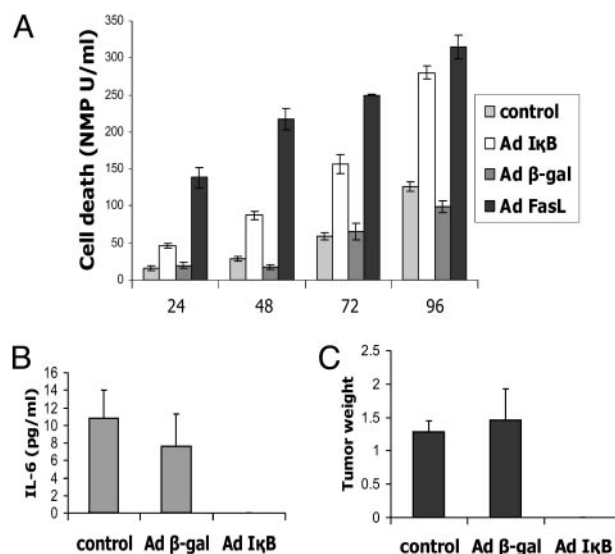 A
Cell death (NMP U/ml)
350
300
250
200
150
100
50
0
24 48 72 96
control
Ad IκB
Ad β-gal
Ad FasL
B
IL-6 (pg/ml)
16
14
12
10
8
6
4
2
0
control Ad β-gal Ad IκB
C
Tumor weight
2.5
2
1.5
1
0.5
0
control Ad β-gal Ad IκB